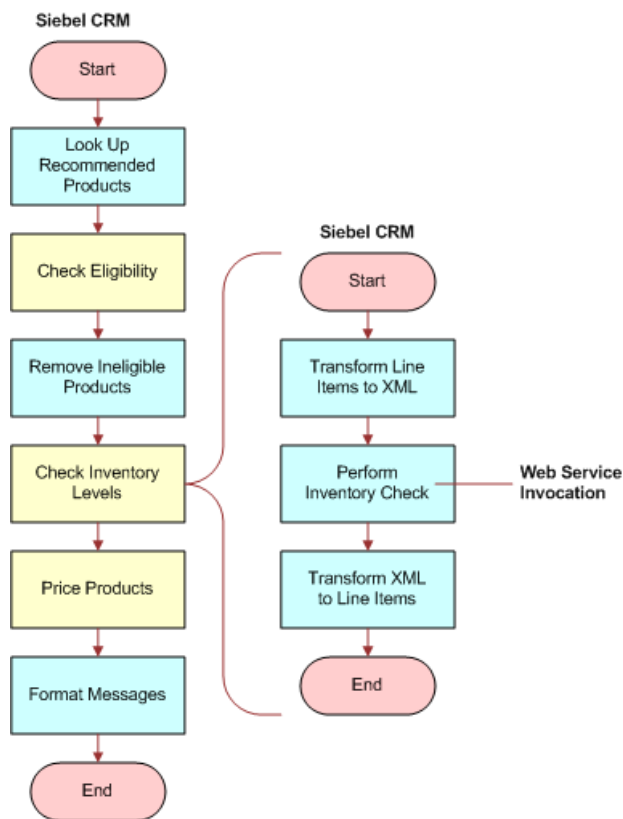 Siebel CRM
Start
Look Up
Recommended
Products
Check Eligibility
Remove Ineligible
Products
Check Inventory
Levels
Price Products
Format Messages
End
Siebel CRM
Start
Transform Line
Items to XML
Perform
Inventory Check
Transform XML
to Line Items
End
Web Service
Invocation